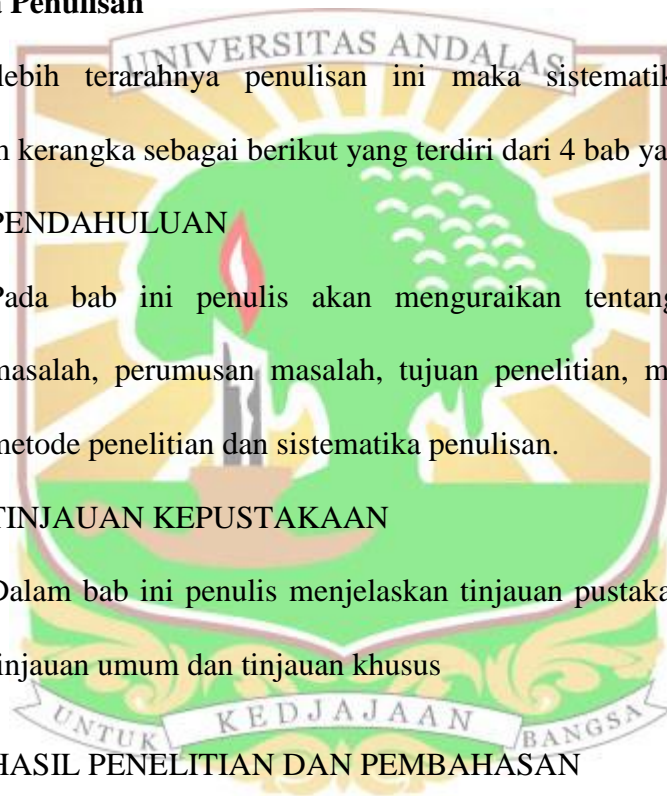 Penulisan
UNIVERSITAS ANDALAS
lebih terarahnya penulisan ini maka sistematik
kerangka sebagai berikut yang terdiri dari 4 bab ya
PENDAHULUAN
Pada bab ini penulis akan menguraikan tentang
masalah, perumusan masalah, tujuan penelitian, m
metode penelitian dan sistematika penulisan.
TINJAUAN KEPUSTAKAAN
Dalam bab ini penulis menjelaskan tinjauan pustaka
tinjauan umum dan tinjauan khusus
UNTUK KEDJAJAAN BANGSA
HASIL PENELITIAN DAN PEMBAHASAN